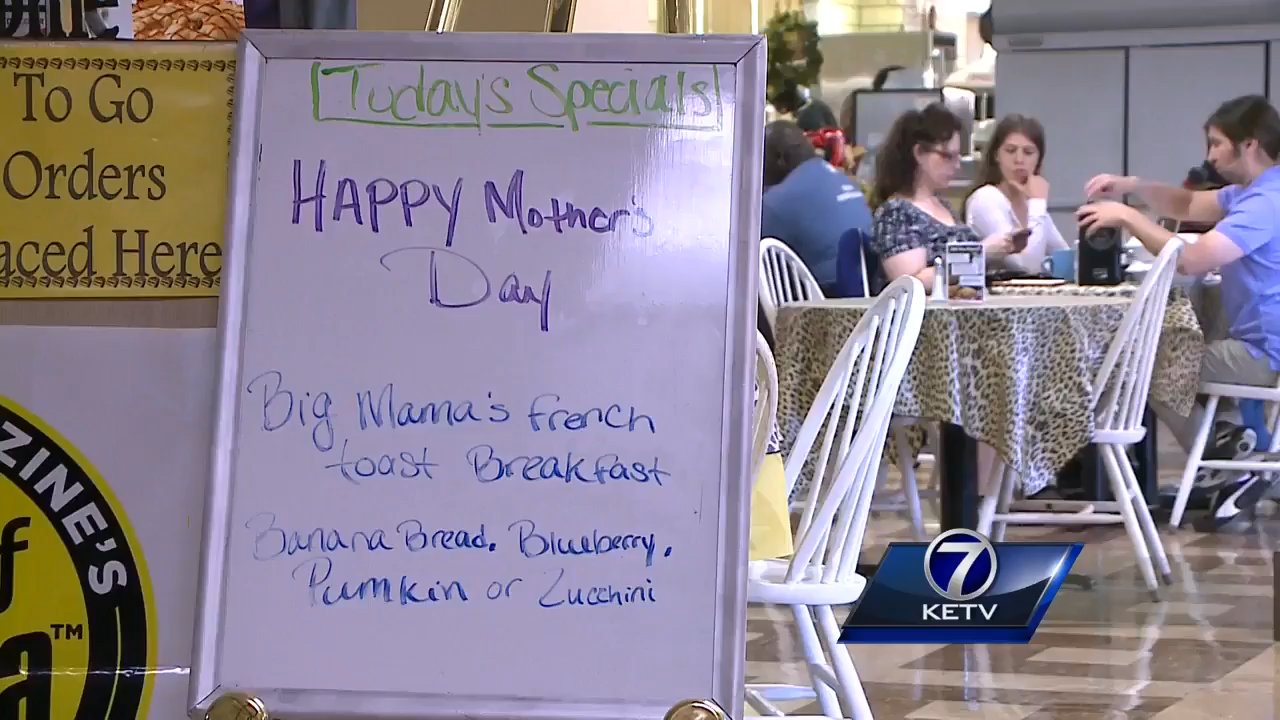 To Go
Orders
aced Here
Today's Specials
HAPPY Mother's
Day
Big Mama's french
toast Breakfast
Banana Bread. Blueberry,
Pumkin or Zucchini
ZINE'S
f
a™
7
KETV